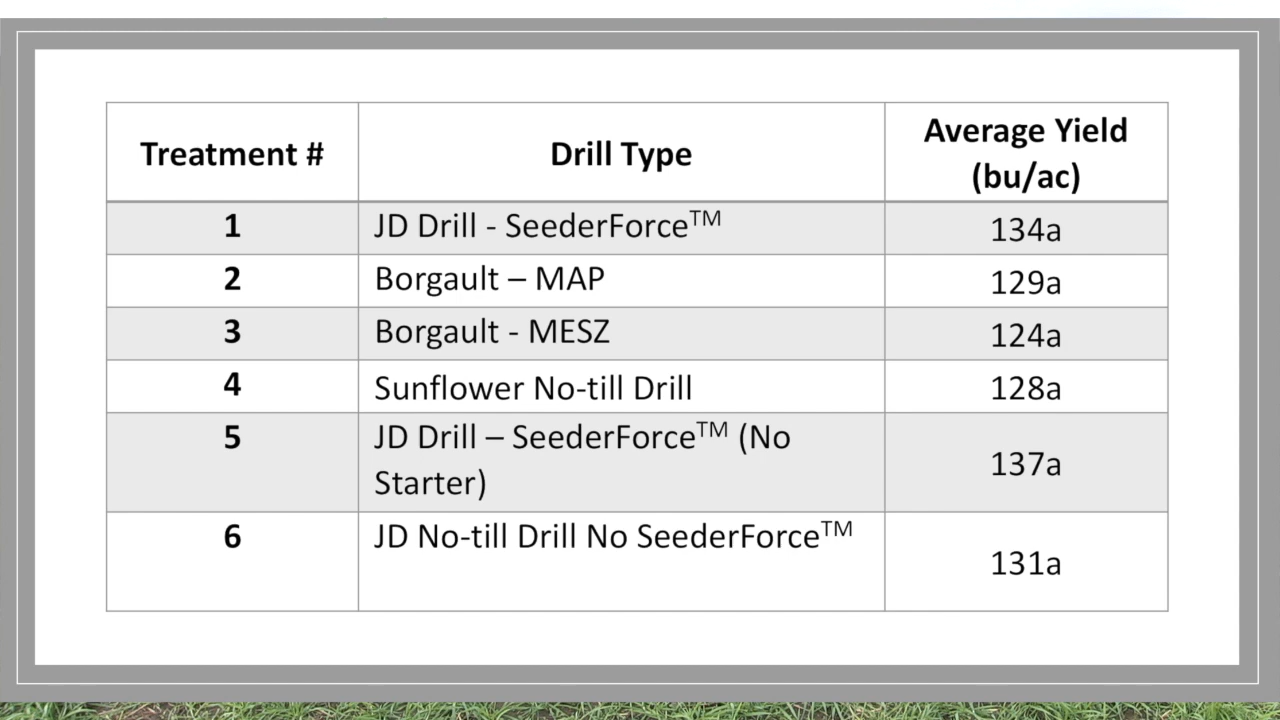 Treatment # Drill Type Average Yield
(bu/ac)
1 JD Drill - SeederForce™ 134a
2 Borgault – MAP 129a
3 Borgault - MESZ 124a
4 Sunflower No-till Drill 128a
5 JD Drill – SeederForce™ (No
Starter) 137a
6 JD No-till Drill No SeederForce™ 131a